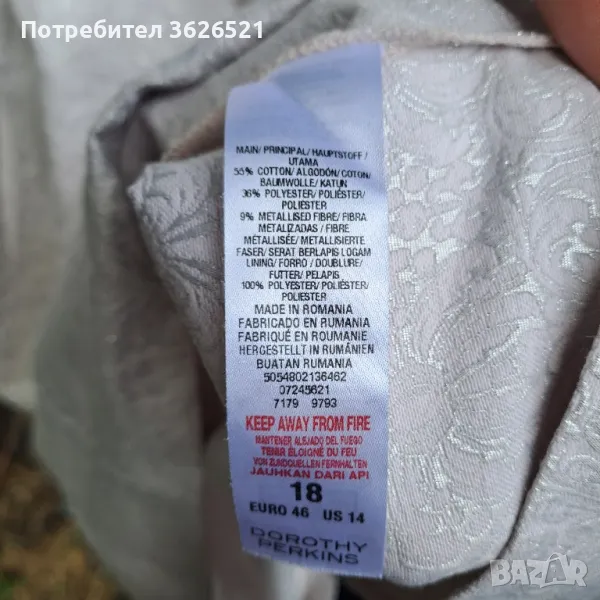 Потребител 3626521
MAIN/ PRINCIPAL/ HAUPTSTOFF/
UTAMA
55% COTTON/ ALGODÓN/ COTON/
BAUMWOLLE/ KATUN
36% POLYESTER/ POLIÉSTER/
POLIESTER
9% METALLISED FIBRE/ FIBRA
METALIZADAS / FIBRE
MÉTALLISÉE/ METALLISIERTE
FASER/ SERAT BERLAPIS LOGAM
LINING/ FORRO / DOUBLURE/
FUTTER/ PELAPIS
100% POLYESTER/ POLIÉSTER/
POLIESTER
MADE IN ROMANIA
FABRICADO EN RUMANIA
FABRIQUÉ EN ROUMANIE
HERGESTELLT IN RUMÄNIEN
BUATAN RUMANIA
5054802136462
07245621
7179 9793
KEEP AWAY FROM FIRE
MANTENER ALEJADO DEL FUEGO
TENIR ÉLOIGNÉ DU FEU
VON ZUNDQUELLEN FERNHALTEN
JAUHKAN DARI API
18
EURO 46 US 14
DOROTHY
PERKINS
BAZAR